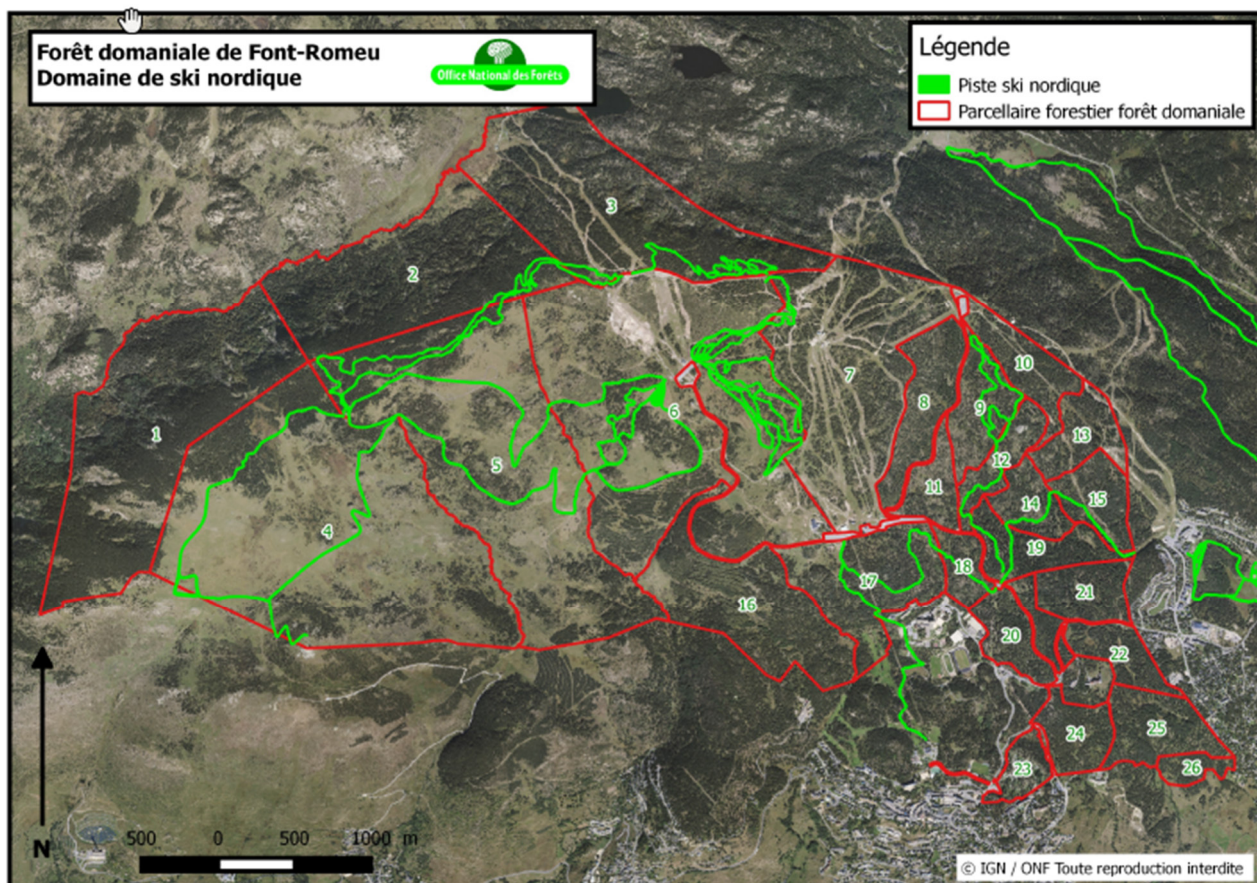 Forêt domaniale de Font-Romeu
Domaine de ski nordique
Office National des Forêts
Légende
Piste ski nordique
Parcellaire forestier forêt domaniale
3
2
7
10
8
9
6
1
13
5
12
11
15
14
4
19
18
17
21
16
20
22
25
24
26
23
500 0 500 1000 m
N
© IGN / ONF Toute reproduction interdite